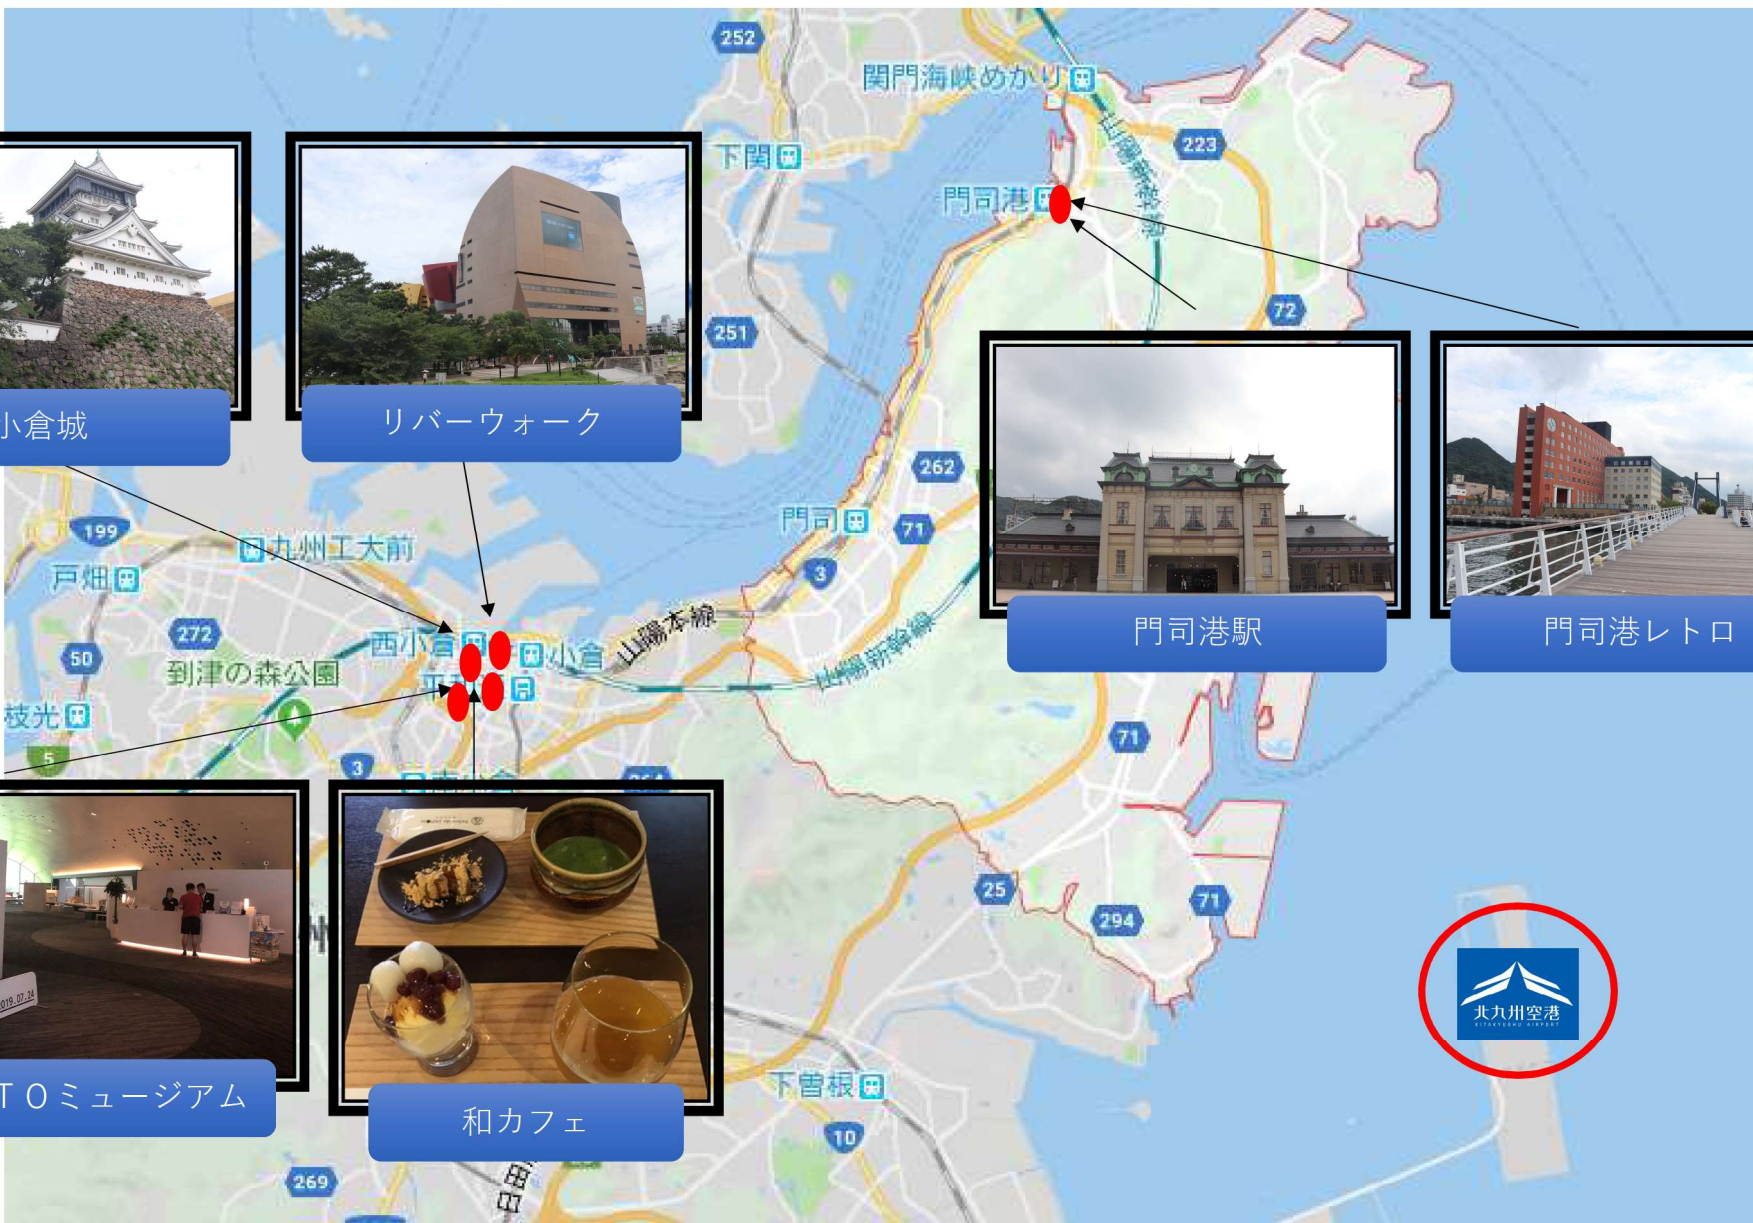 252
関門海峡めかり
下関
223
門司港
72
251
小倉城
リバーウォーク
262
門司
71
3
199
九州工大前
戸畑
272
50
到津の森公園
西小倉
小倉
山陽本線
山陽新幹線
門司港駅
門司港レトロ
枝光
5
3
71
25
294
71
2019.07.24
北九州空港
KITAKYUSHU AIRPORT
TOミュージアム
和カフェ
下曽根
10
269